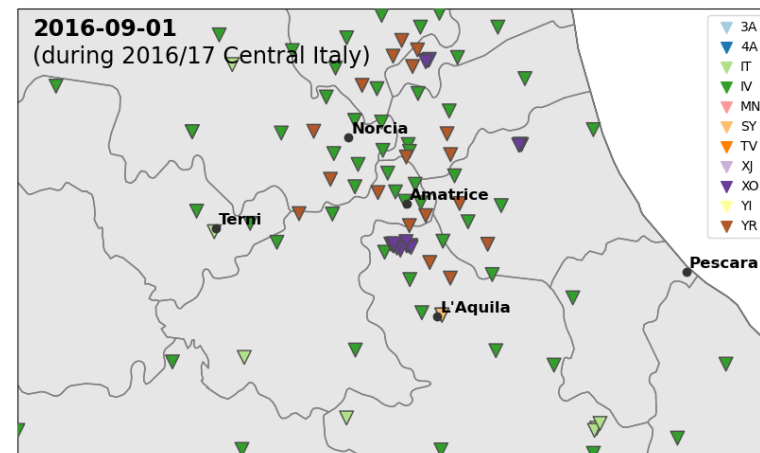 2016-09-01
(during 2016/17 Central Italy)
3A
4A
IT
IV
MN
SY
TV
XJ
XO
YI
YR
Norcia
Amatrice
Terni
Pescara
L'Aquila